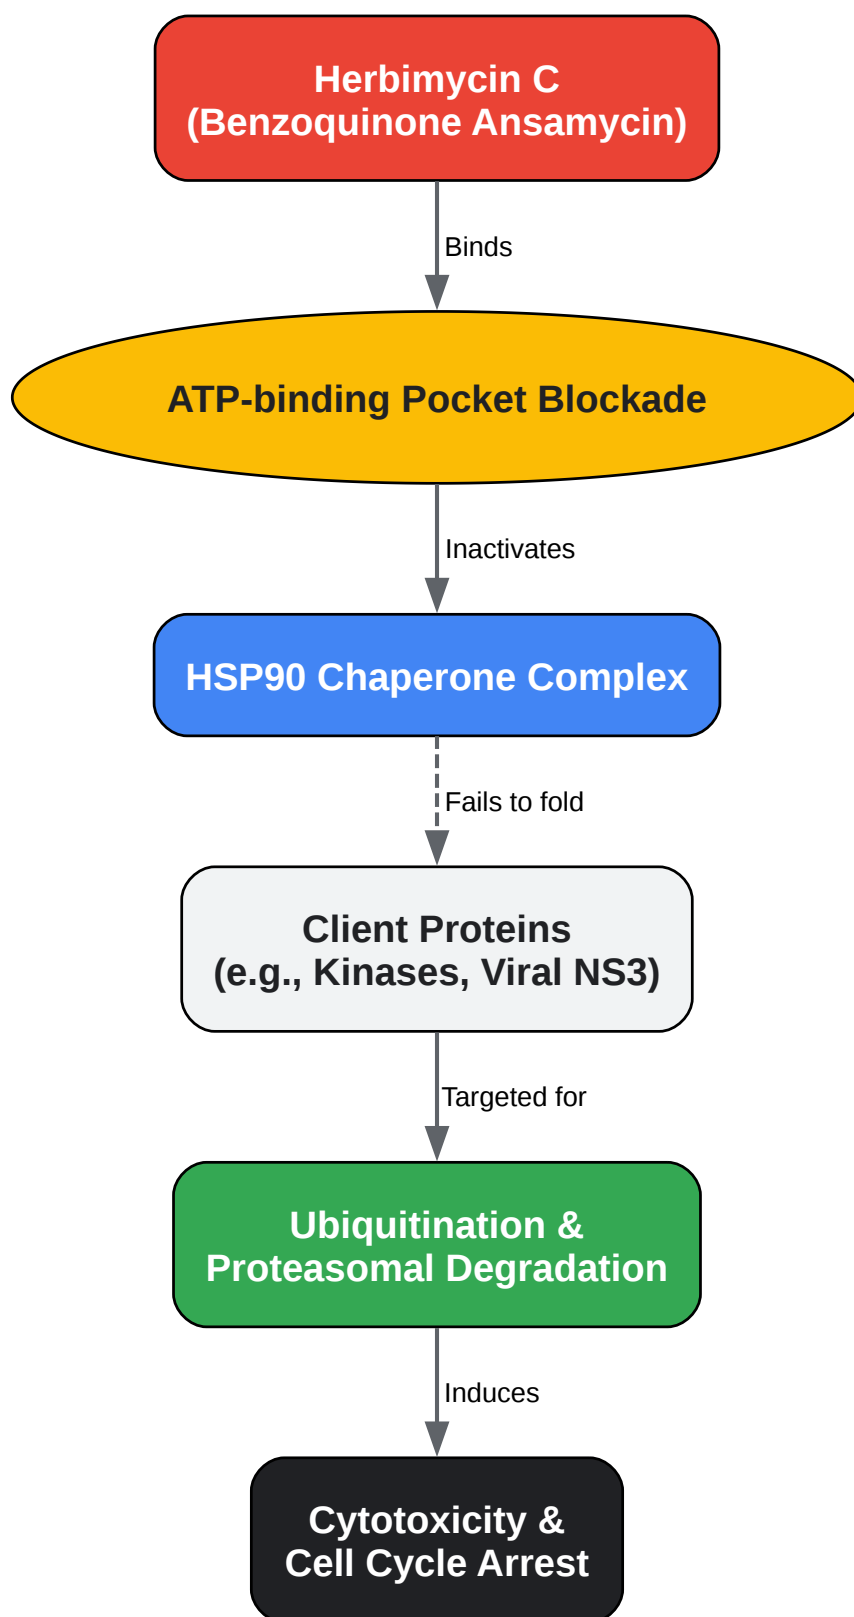 Herbimycin C
(Benzoquinone Ansamycin)
Binds
ATP-binding Pocket Blockade
Inactivates
HSP90 Chaperone Complex
Fails to fold
Client Proteins
(e.g., Kinases, Viral NS3)
Targeted for
Ubiquitination &
Proteasomal Degradation
Induces
Cytotoxicity &
Cell Cycle Arrest